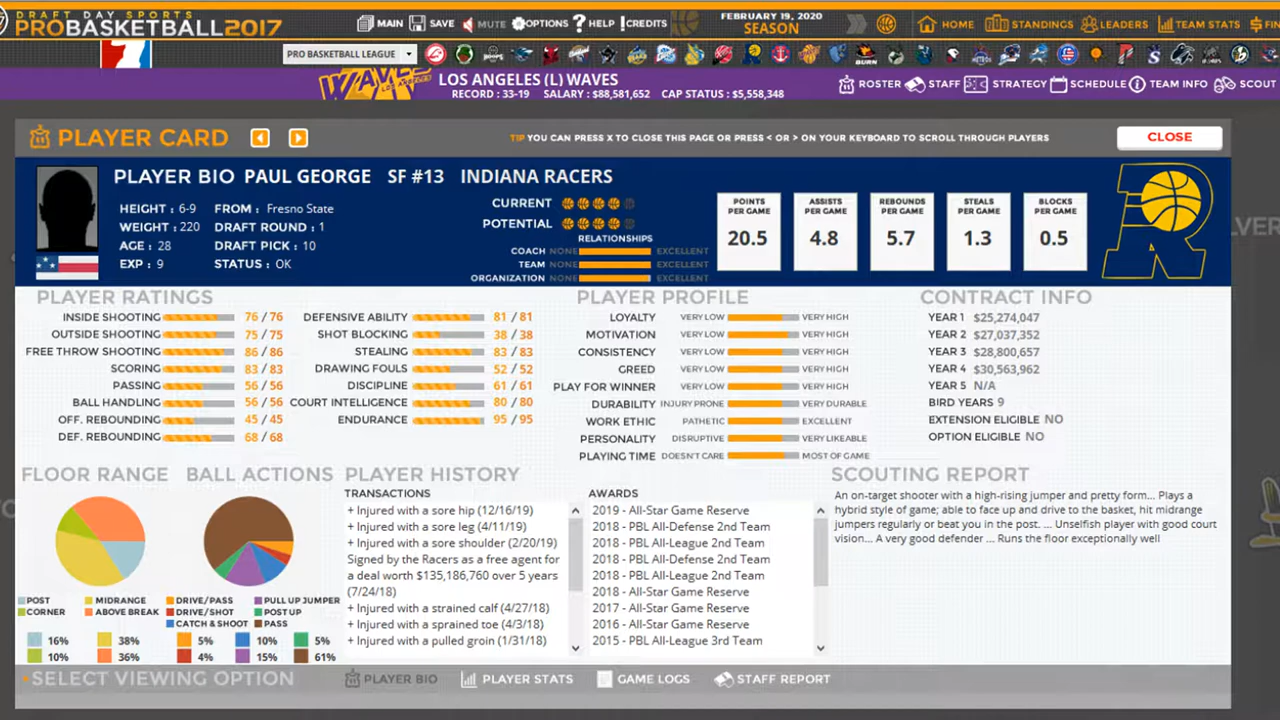 DRAFT DAY SPORTS
PROBASKETBALL2017
MAIN SAVE MUTE OPTIONS ? HELP !CREDITS
FEBRUARY 19, 2020
SEASON
HOME STANDINGS LEADERS TEAM STATS
PRO BASKETBALL LEAGUE
WAVES
LOS ANGELES (L) WAVES
RECORD : 33-19 SALARY : $88,581,652 CAP STATUS : $5,558,348
ROSTER STAFF STRATEGY SCHEDULE TEAM INFO SCOUT
PLAYER CARD
TIP YOU CAN PRESS X TO CLOSE THIS PAGE OR PRESS < OR > ON YOUR KEYBOARD TO SCROLL THROUGH PLAYERS
CLOSE
PLAYER BIO PAUL GEORGE SF #13 INDIANA RACERS
HEIGHT : 6-9 FROM : Fresno State
WEIGHT : 220 DRAFT ROUND : 1
AGE : 28 DRAFT PICK : 10
EXP : 9 STATUS : OK
CURRENT
POTENTIAL
RELATIONSHIPS
COACH NONE EXCELLENT
TEAM NONE EXCELLENT
ORGANIZATION NONE EXCELLENT
POINTS PER GAME 20.5
ASSISTS PER GAME 4.8
REBOUNDS PER GAME 5.7
STEALS PER GAME 1.3
BLOCKS PER GAME 0.5
PLAYER RATINGS
INSIDE SHOOTING 76 / 76
OUTSIDE SHOOTING 75 / 75
FREE THROW SHOOTING 86 / 86
SCORING 83 / 83
PASSING 56 / 56
BALL HANDLING 56 / 56
OFF. REBOUNDING 45 / 45
DEF. REBOUNDING 68 / 68
DEFENSIVE ABILITY 81 / 81
SHOT BLOCKING 38 / 38
STEALING 83 / 83
DRAWING FOULS 52 / 52
DISCIPLINE 61 / 61
COURT INTELLIGENCE 80 / 80
ENDURANCE 95 / 95
PLAYER PROFILE
LOYALTY VERY LOW VERY HIGH
MOTIVATION VERY LOW VERY HIGH
CONSISTENCY VERY LOW VERY HIGH
GREED VERY LOW VERY HIGH
PLAY FOR WINNER VERY LOW VERY HIGH
DURABILITY INJURY PRONE VERY DURABLE
WORK ETHIC PATHETIC EXCELLENT
PERSONALITY DISRUPTIVE VERY LIKEABLE
PLAYING TIME DOESN'T CARE MOST OF GAME
CONTRACT INFO
YEAR 1 $25,274,047
YEAR 2 $27,037,352
YEAR 3 $28,800,657
YEAR 4 $30,563,962
YEAR 5 N/A
BIRD YEARS 9
EXTENSION ELIGIBLE NO
OPTION ELIGIBLE NO
FLOOR RANGE
POST MIDRANGE
CORNER ABOVE BREAK
16% 38%
10% 36%
BALL ACTIONS
DRIVE/PASS PULL UP JUMPER
DRIVE/SHOT POST UP
CATCH & SHOOT PASS
5% 10% 5%
4% 15% 61%
PLAYER HISTORY
TRANSACTIONS
+ Injured with a sore hip (12/16/19)
+ Injured with a sore leg (4/11/19)
+ Injured with a sore shoulder (2/20/19)
Signed by the Racers as a free agent for
a deal worth $135,186,760 over 5 years
(7/24/18)
+ Injured with a strained calf (4/27/18)
+ Injured with a sprained toe (4/3/18)
+ Injured with a pulled groin (1/31/18)
AWARDS
2019 - All-Star Game Reserve
2018 - PBL All-Defense 2nd Team
2018 - PBL All-League 2nd Team
2018 - PBL All-Defense 2nd Team
2018 - PBL All-League 2nd Team
2018 - All-Star Game Reserve
2017 - All-Star Game Reserve
2016 - All-Star Game Reserve
2015 - PBL All-League 3rd Team
SCOUTING REPORT
An on-target shooter with a high-rising jumper and pretty form... Plays a
hybrid style of game; able to face up and drive to the basket, hit midrange
jumpers regularly or beat you in the post. ... Unselfish player with good court
vision... A very good defender ... Runs the floor exceptionally well
SELECT VIEWING OPTION PLAYER BIO PLAYER STATS GAME LOGS STAFF REPORT